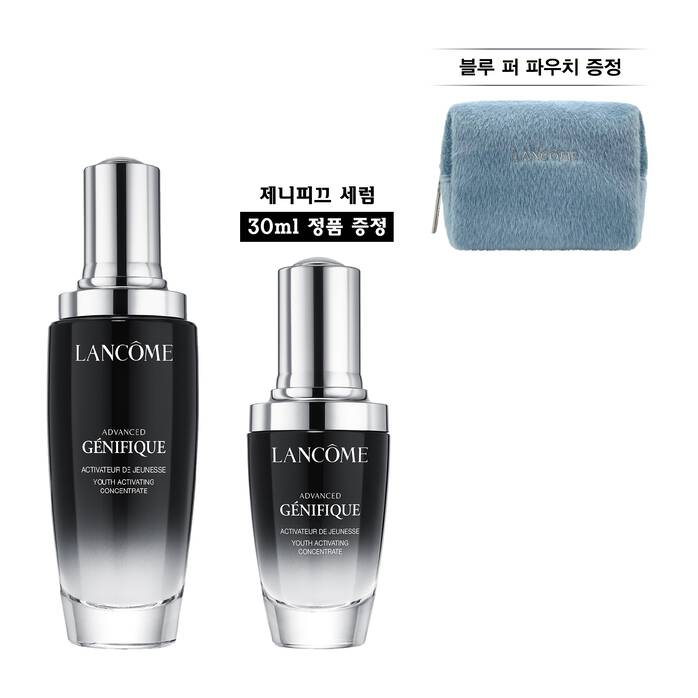 블루 퍼 파우치 증정
LANCÔME
제니피끄 세럼
30ml 정품 증정
LANCÔME
ADVANCED
GÉNIFIQUE
ACTIVATEUR DE JEUNESSE
YOUTH ACTIVATING
CONCENTRATE
LANCÔME
ADVANCED
GÉNIFIQUE
ACTIVATEUR DE JEUNESSE
YOUTH ACTIVATING
CONCENTRATE